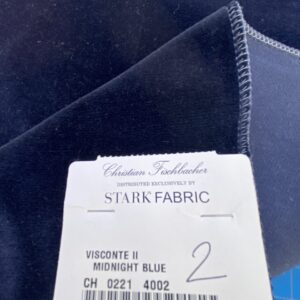 Christian Fischbacher
DISTRIBUTED EXCLUSIVELY BY
STARK FABRIC
VISCONTE II
MIDNIGHT BLUE
2
CH 0221 4002